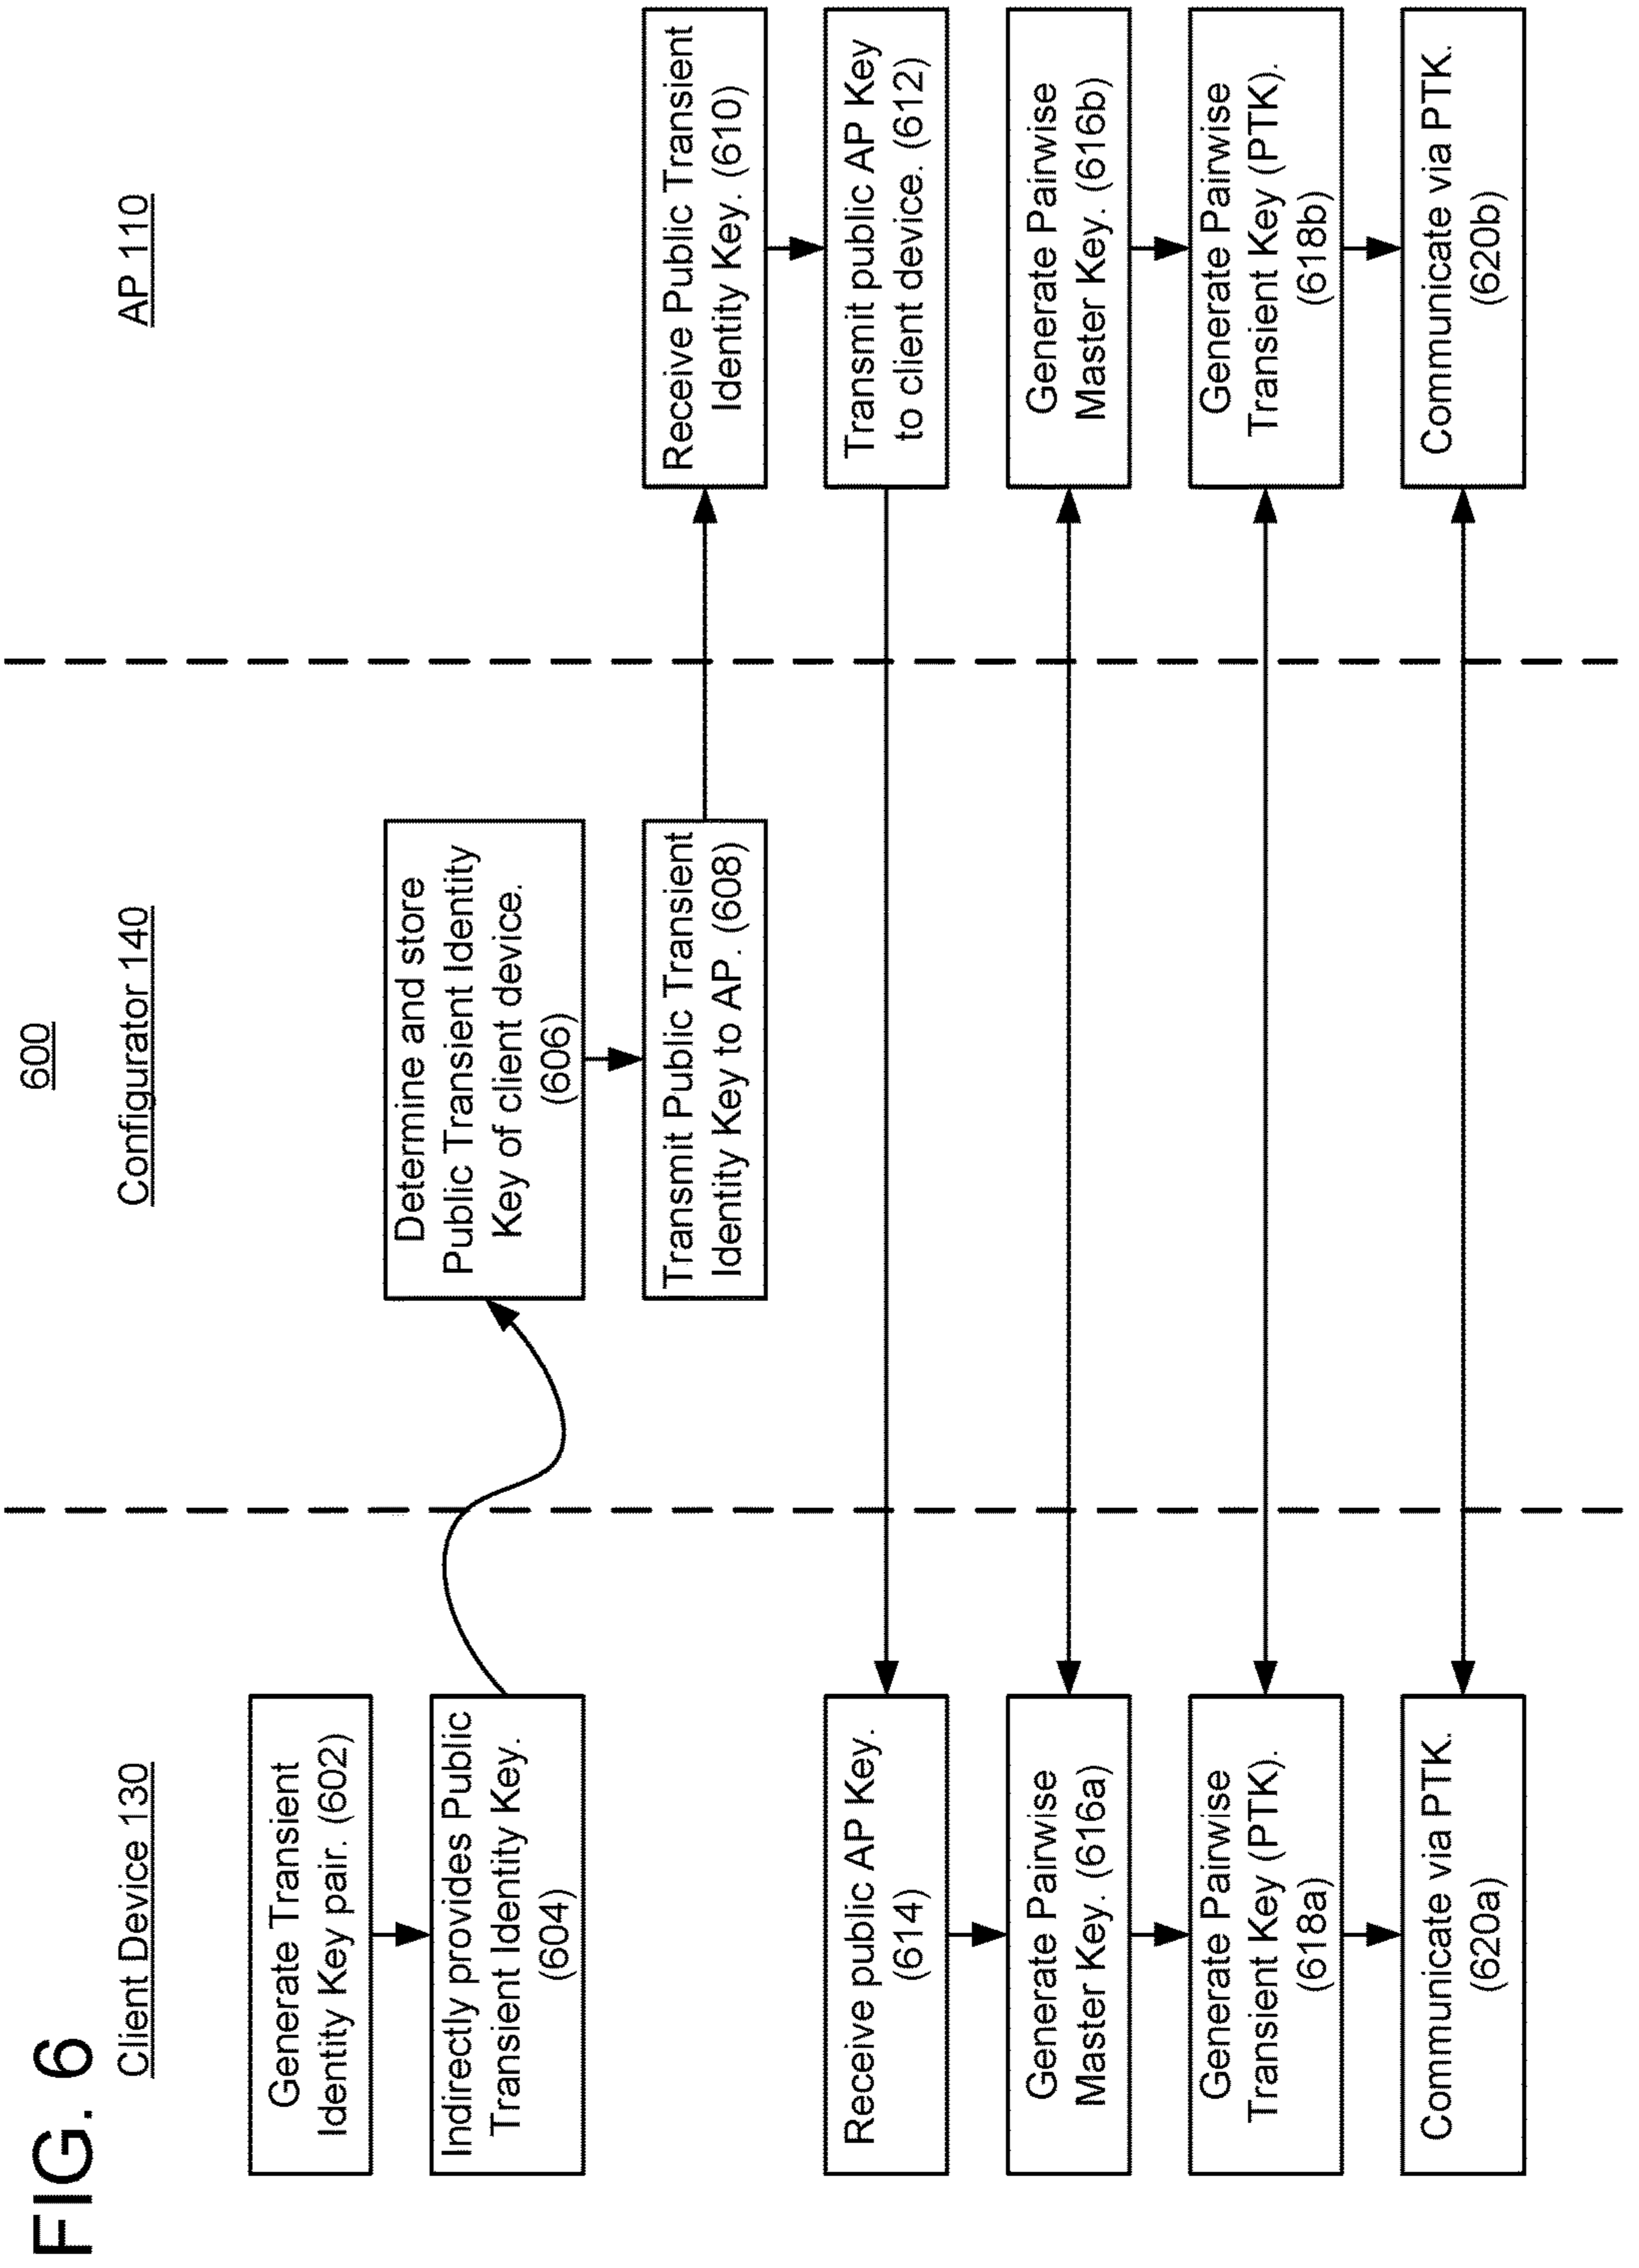 FIG. 6
600
Client Device 130
Configurator 140
AP 110
Generate Transient
Identity Key pair. (602)
Indirectly provides Public
Transient Identity Key.
(604)
Determine and store
Public Transient Identity
Key of client device.
(606)
Transmit Public Transient
Identity Key to AP. (608)
Receive Public Transient
Identity Key. (610)
Transmit public AP Key
to client device. (612)
Receive public AP Key.
(614)
Generate Pairwise
Master Key. (616a)
Generate Pairwise
Master Key. (616b)
Generate Pairwise
Transient Key (PTK).
(618a)
Generate Pairwise
Transient Key (PTK).
(618b)
Communicate via PTK.
(620a)
Communicate via PTK.
(620b)